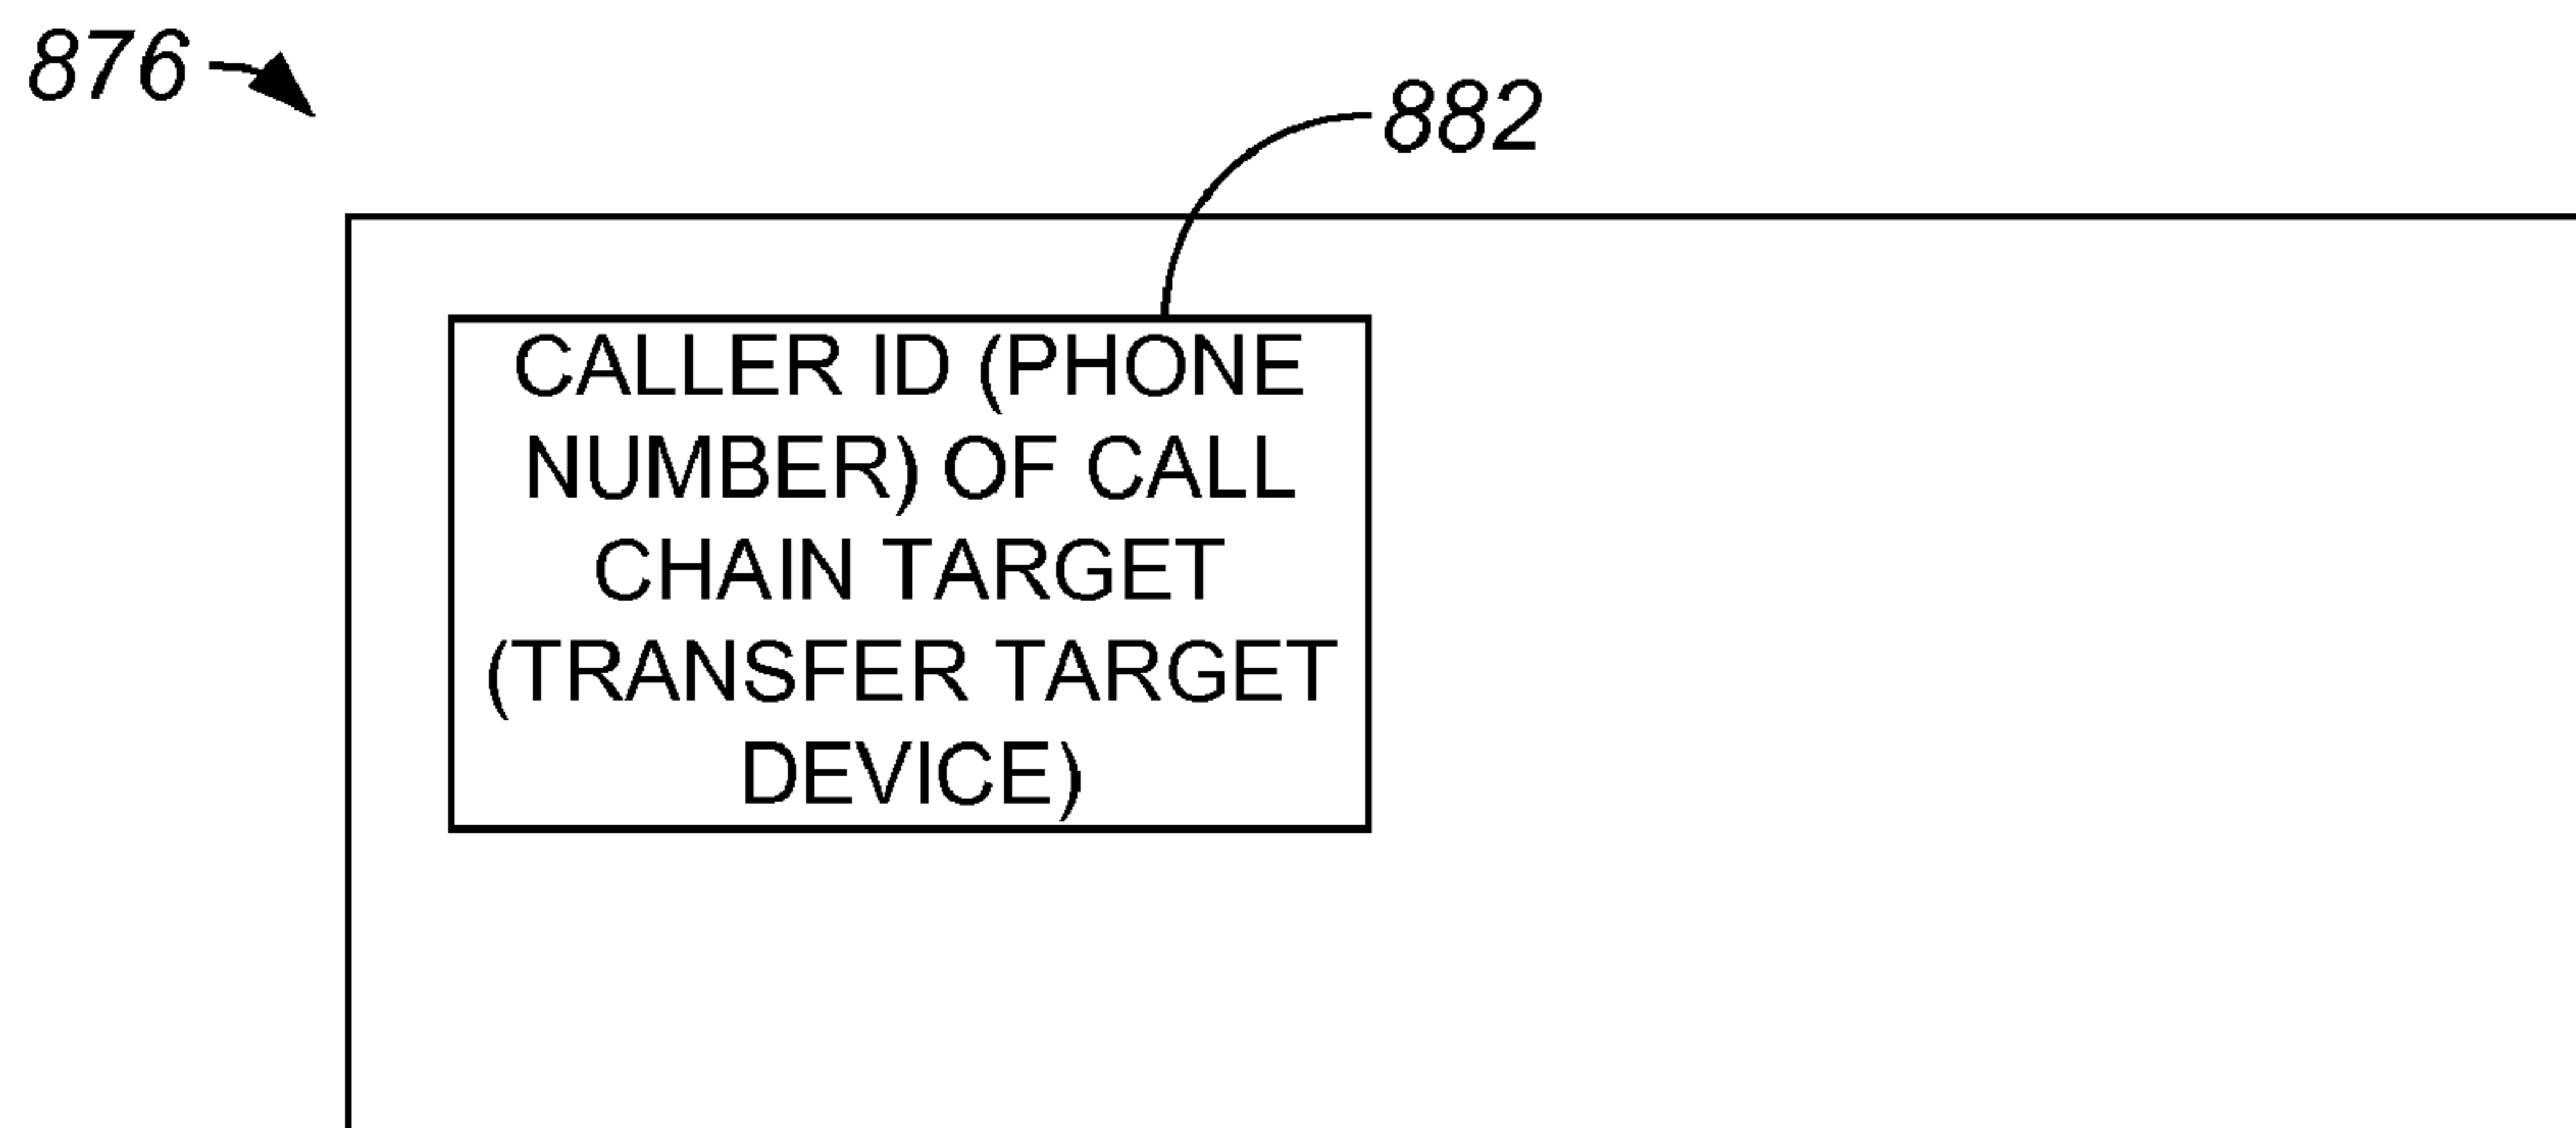 876
882
CALLER ID (PHONE
NUMBER) OF CALL
CHAIN TARGET
(TRANSFER TARGET
DEVICE)